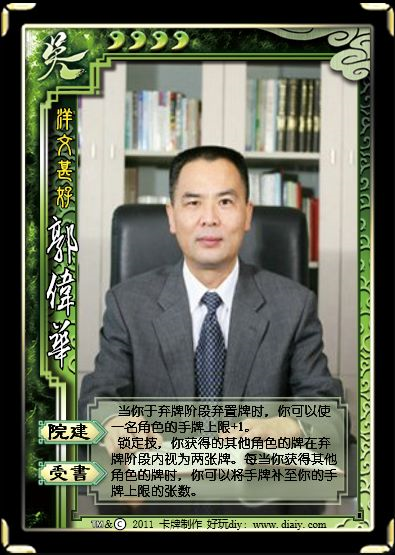 吴
洋文甚好
郭偉華
院建
当你于弃牌阶段弃置牌时，你可以使
一名角色的手牌上限+1。
受書
锁定技，你获得的其他角色的牌在弃
牌阶段内视为两张牌。每当你获得其他
角色的牌时，你可以将手牌补至你的手
牌上限的张数。
™&© 2011 卡牌制作 好玩diy: www.diaiy.com